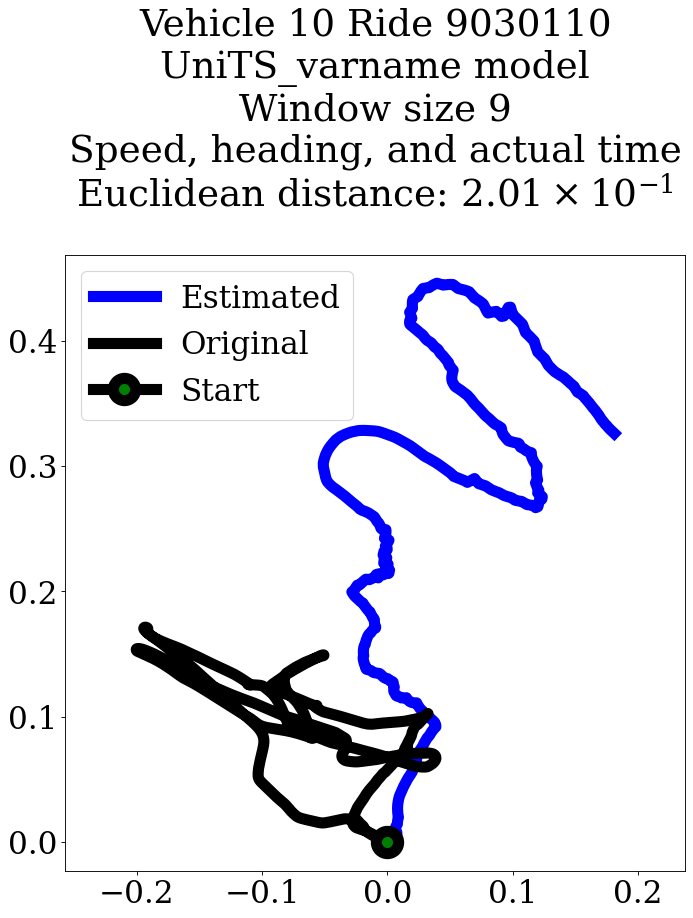 Vehicle 10 Ride 9030110
UniTS_varname model
Window size 9
Speed, heading, and actual time
Euclidean distance: $2.01 \times 10^{-1}$
Estimated
Original
Start
0.4
0.3
0.2
0.1
0.0
−0.2 −0.1 0.0 0.1 0.2